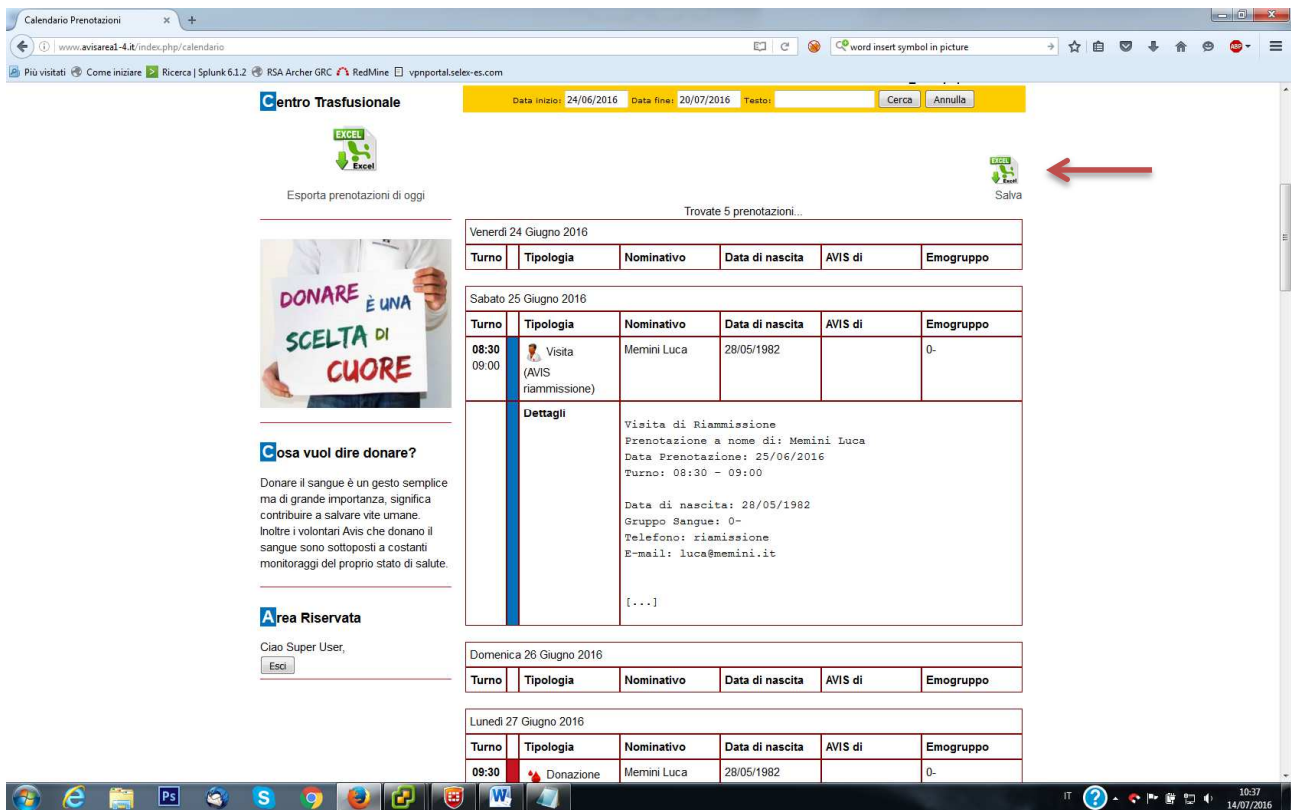 Calendario Prenotazioni
www.avisarea1-4.it/index.php/calendario
word insert symbol in picture
ABP
Più visitati Come iniziare Ricerca | Splunk 6.1.2 RSA Archer GRC RedMine vpnportal.selex-es.com
Centro Trasfusionale
EXCEL
Excel
Esporta prenotazioni di oggi
DONARE È UNA
SCELTA DI
CUORE
Cosa vuol dire donare?
Donare il sangue è un gesto semplice
ma di grande importanza, significa
contribuire a salvare vite umane.
Inoltre i volontari Avis che donano il
sangue sono sottoposti a costanti
monitoraggi del proprio stato di salute.
Area Riservata
Ciao Super User,
Esci
Data inizio: 24/06/2016 Data fine: 20/07/2016 Testo: Cerca Annulla
EXCEL
Excel
Salva
Trovate 5 prenotazioni...
Venerdì 24 Giugno 2016
Turno Tipologia Nominativo Data di nascita AVIS di Emogruppo
Sabato 25 Giugno 2016
Turno Tipologia Nominativo Data di nascita AVIS di Emogruppo
08:30 Visita Memini Luca 28/05/1982 0-
09:00 (AVIS
riammissione)
Dettagli
Visita di Riammissione
Prenotazione a nome di: Memini Luca
Data Prenotazione: 25/06/2016
Turno: 08:30 - 09:00
Data di nascita: 28/05/1982
Gruppo Sangue: 0-
Telefono: riamissione
E-mail: luca@memini.it
[...]
Domenica 26 Giugno 2016
Turno Tipologia Nominativo Data di nascita AVIS di Emogruppo
Lunedì 27 Giugno 2016
Turno Tipologia Nominativo Data di nascita AVIS di Emogruppo
09:30 Donazione Memini Luca 28/05/1982 0-
Ps
IT
10:37
14/07/2016